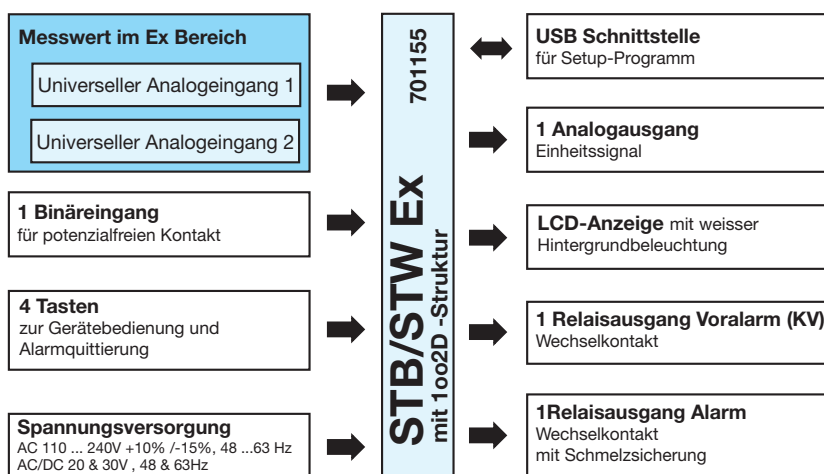 Messwert im Ex Bereich
Universeller Analogeingang 1
Universeller Analogeingang 2
1 Binäreingang
für potenzialfreien Kontakt
4 Tasten
zur Gerätebedienung und
Alarmquittierung
Spannungsversorgung
AC 110 ... 240V +10% /-15%, 48 ...63 Hz
AC/DC 20 & 30V , 48 & 63Hz
701155
STB/STW Ex
mit 1oo2D -Struktur
USB Schnittstelle
für Setup-Programm
1 Analogausgang
Einheitssignal
LCD-Anzeige mit weisser
Hintergrundbeleuchtung
1 Relaisausgang Voralarm (KV)
Wechselkontakt
1Relaisausgang Alarm
Wechselkontakt
mit Schmelzsicherung